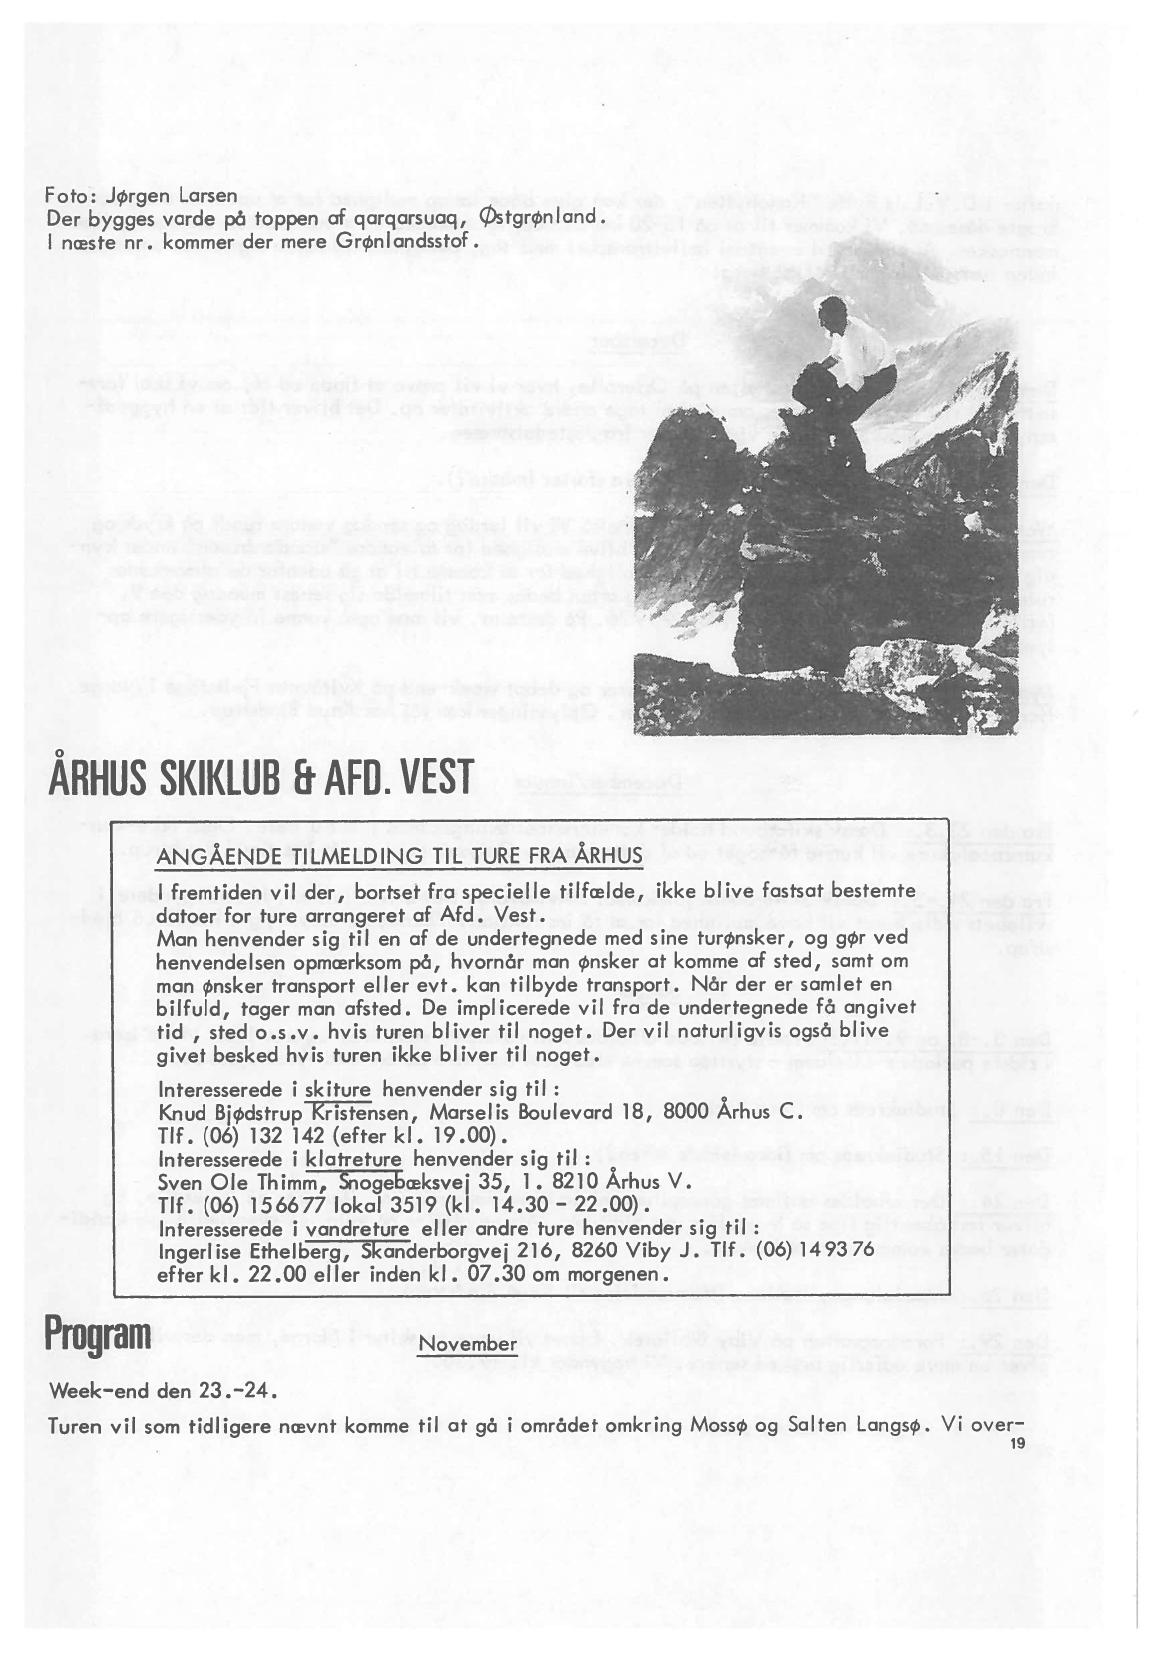 Foto: Jørgen Larsen
Der bygges varde på toppen af qarqarsuaq, Østgrønland.
I næste nr. kommer der mere Grønlandsstof.
ÅRHUS SKIKLUB & AFD. VEST
ANGÅENDE TILMELDING TIL TURE FRA ÅRHUS
I fremtiden vil der, bortset fra specielle tilfælde, ikke blive fastsat bestemte
datoer for ture arrangeret af Afd. Vest.
Man henvender sig til en af de undertegnede med sine turønsker, og gør ved
henvendelsen opmærksom på, hvornår man ønsker at komme af sted, samt om
man ønsker transport eller evt. kan tilbyde transport. Når der er samlet en
bilfuld, tager man afsted. De implicerede vil fra de undertegnede få angivet
tid , sted o.s.v. hvis turen bliver til noget. Der vil naturligvis også blive
givet besked hvis turen ikke bliver til noget.
Interesserede i skiture henvender sig til :
Knud Bjødstrup Kristensen, Marselis Boulevard 18, 8000 Århus C.
Tlf. (06) 132 142 (efter kl. 19.00).
Interesserede i klatreture henvender sig til :
Sven Ole Thimm, Snogebæksvej 35, 1. 8210 Århus V.
Tlf. (06) 156677 lokal 3519 (kl. 14.30 - 22.00).
Interesserede i vandreture eller andre ture henvender sig til :
Ingerlise Ethelberg, Skanderborgvej 216, 8260 Viby J. Tlf. (06) 149376
efter kl. 22.00 eller inden kl. 07.30 om morgenen.
Program
November
Week-end den 23.-24.
Turen vil som tidligere nævnt komme til at gå i området omkring Mossø og Salten Langsø. Vi over-
19